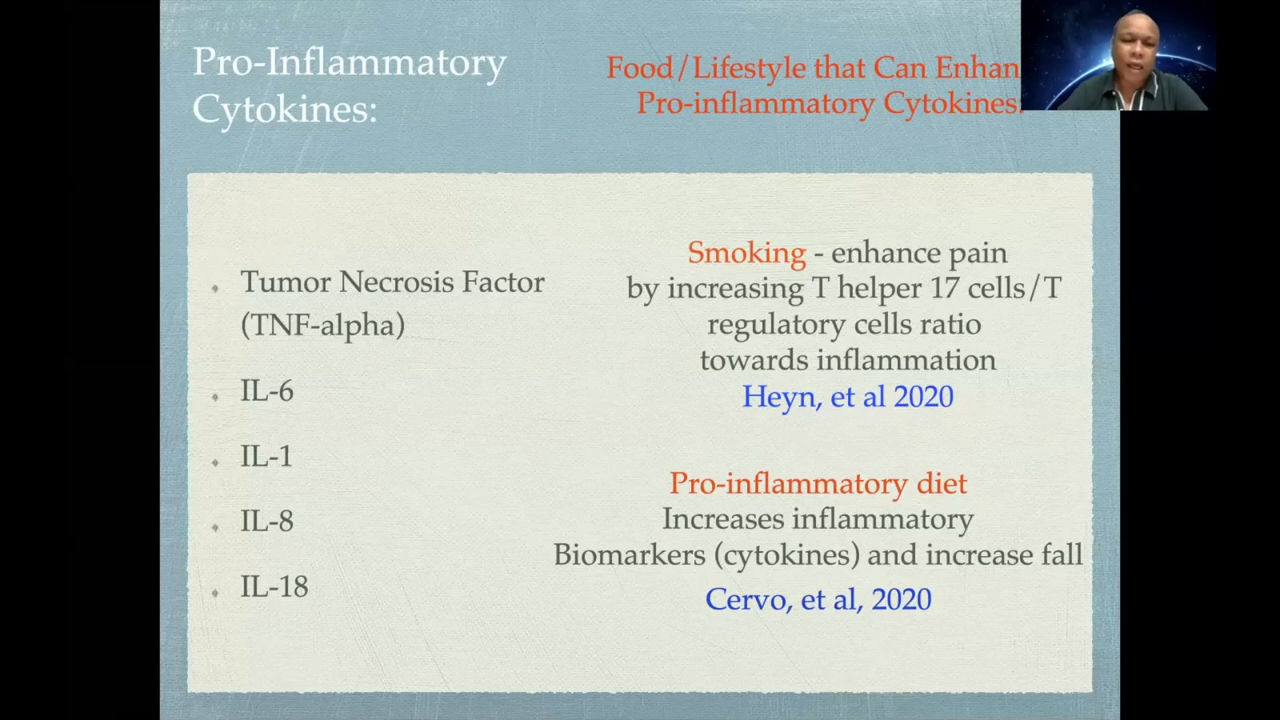 Pro-Inflammatory
Cytokines:
Food/Lifestyle that Can Enhan
Pro-inflammatory Cytokines:
Tumor Necrosis Factor
(TNF-alpha)
IL-6
IL-1
IL-8
IL-18
Smoking - enhance pain
by increasing T helper 17 cells/T
regulatory cells ratio
towards inflammation
Heyn, et al 2020
Pro-inflammatory diet
Increases inflammatory
Biomarkers (cytokines) and increase fall
Cervo, et al, 2020